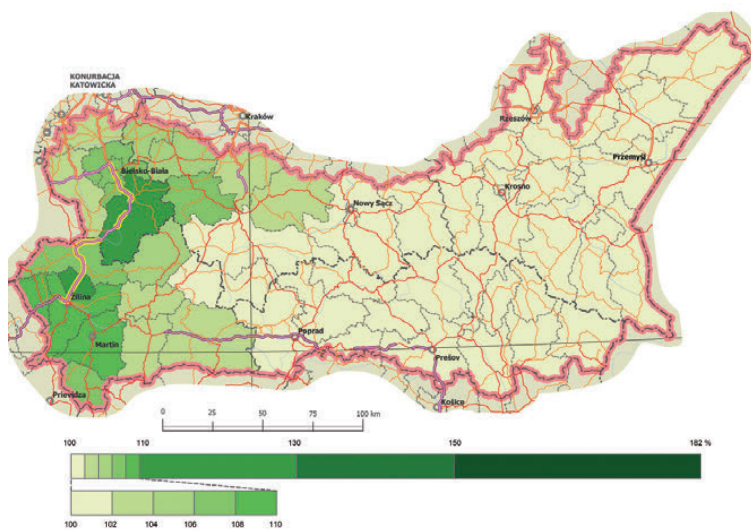 KONURBACJA
KATOWICKA
Kraków
Rzeszów
Bielsko-Biała
Przemyśl
Krosno
Nowy Sącz
Žilina
Martin
Poprad
Prešov
Prievidza
Košice
0 25 50 75 100 km
100 110 130 150 182 %
100 102 104 106 108 110